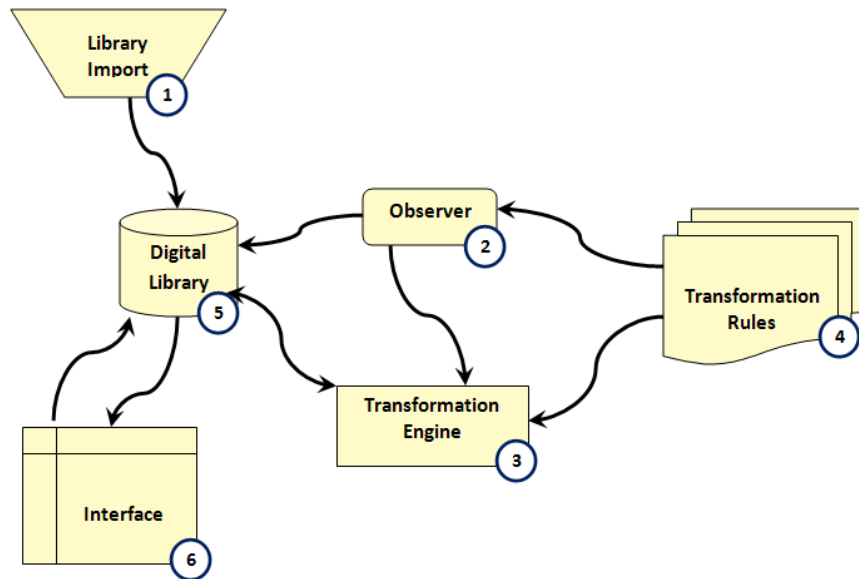 Library
Import
1
Observer
2
Digital
Library
5
Transformation
Rules
4
Transformation
Engine
3
Interface
6